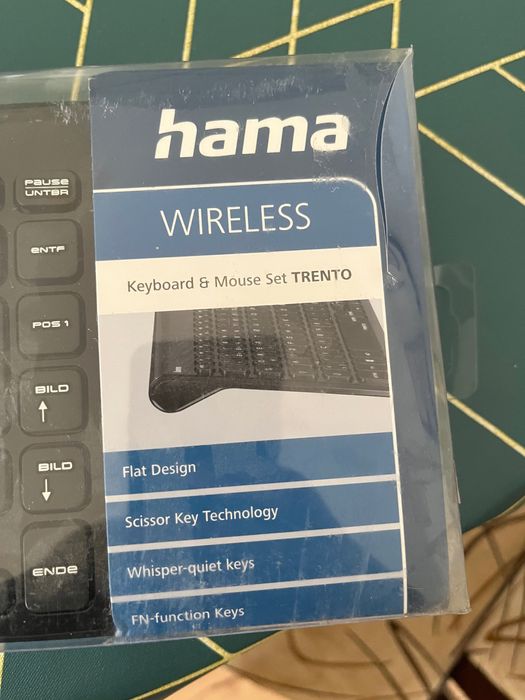 hama
WIRELESS
Keyboard & Mouse Set TRENTO
Flat Design
Scissor Key Technology
Whisper-quiet keys
FN-function Keys
PAUSE
UNTBR
ENTF
POS 1
BILD
↑
BILD
↓
ENDE